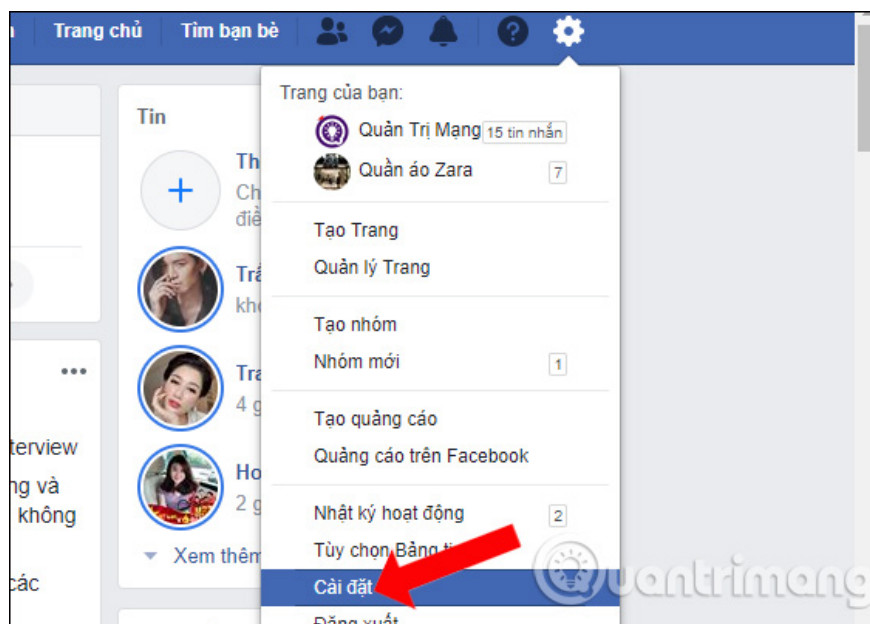 Trang chủ Tìm bạn bè
Trang của bạn:
Tin
Quản Trị Mạng 15 tin nhắn
Quần áo Zara 7
Th
Ch
điề
Tạo Trang
Quản lý Trang
Trầ
kho
Tạo nhóm
Nhóm mới 1
•••
Tra
4 g
Tạo quảng cáo
Quảng cáo trên Facebook
terview
Ho
ng và
2 g
không
Nhật ký hoạt động 2
Tùy chọn Bảng
Xem thêm
các
Cài đặt
uantrimang
Đăng xuất